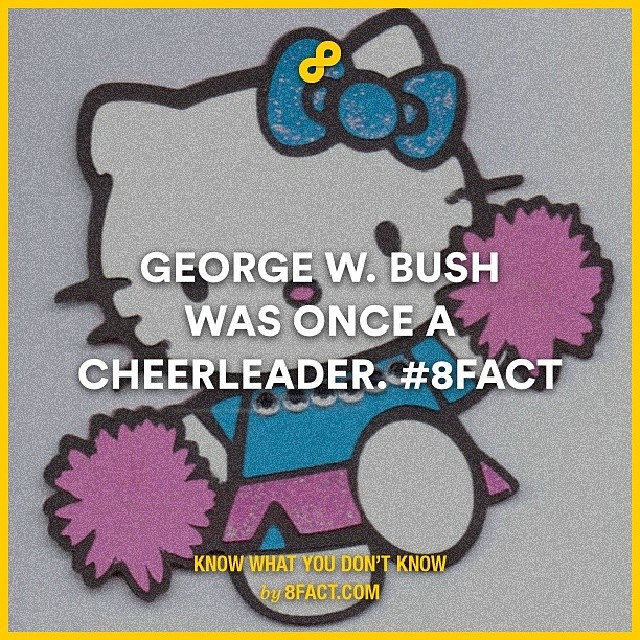 GEORGE W. BUSH
WAS ONCE A
CHEERLEADER. #8FACT
KNOW WHAT YOU DON'T KNOW
by 8FACT.COM